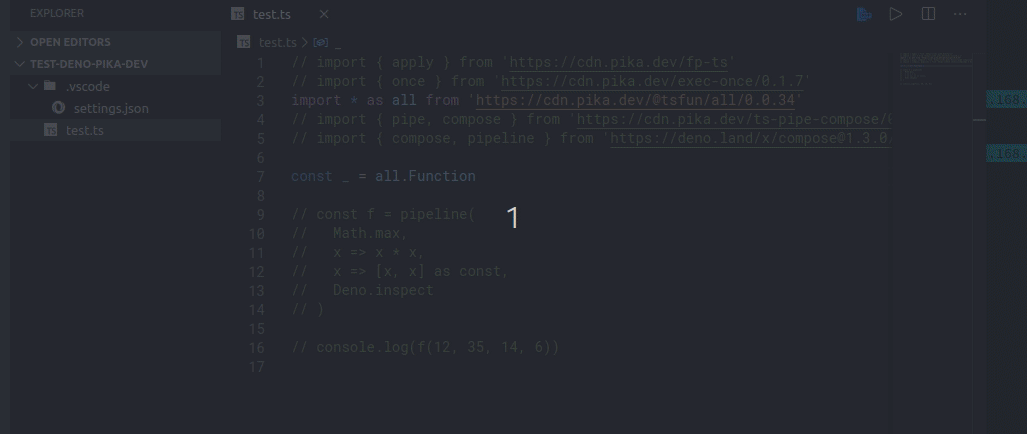 EXPLORER
OPEN EDITORS
TEST-DENO-PIKA-DEV
.vscode
settings.json
TS test.ts
TS test.ts
TS test.ts > _
1 // import { apply } from 'https://cdn.pika.dev/fp-ts'
2 // import { once } from 'https://cdn.pika.dev/exec-once/0.1.7'
3 import * as all from 'https://cdn.pika.dev/@tsfun/all/0.0.34'
4 // import { pipe, compose } from 'https://cdn.pika.dev/ts-pipe-compose/
5 // import { compose, pipeline } from 'https://deno.land/x/compose@1.3.0
6
7 const _ = all.Function
8
9 // const f = pipeline(
10 //   Math.max,
11 //   x => x * x,
12 //   x => [x, x] as const,
13 //   Deno.inspect
14 // )
15
16 // console.log(f(12, 35, 14, 6))
17
1
.168.
.168.